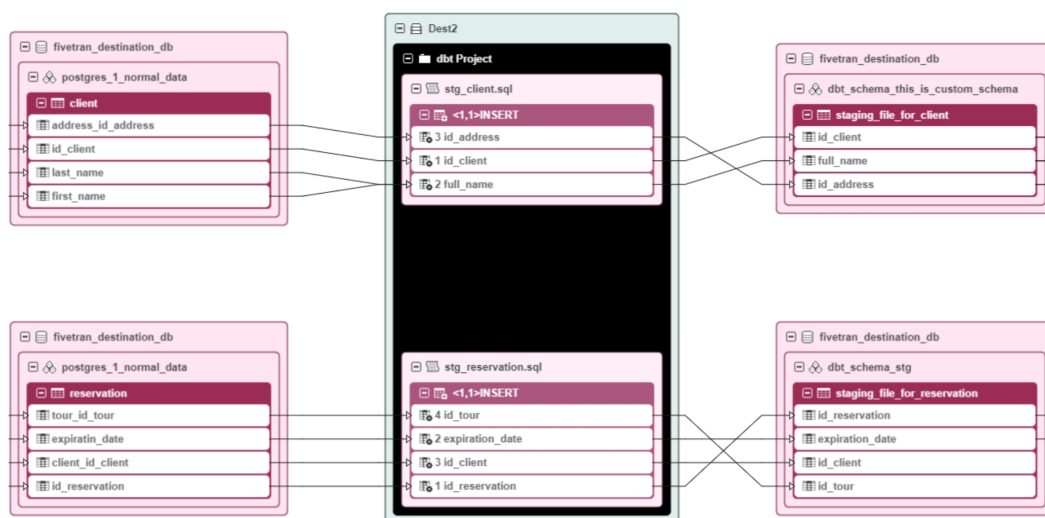 Dest2
fivetran_destination_db
postgres_1_normal_data
client
address_id_address
id_client
last_name
first_name
dbt Project
stg_client.sql
<1,1>INSERT
3 id_address
1 id_client
2 full_name
fivetran_destination_db
dbt_schema_this_is_custom_schema
staging_file_for_client
id_client
full_name
id_address
fivetran_destination_db
postgres_1_normal_data
reservation
tour_id_tour
expiratin_date
client_id_client
id_reservation
stg_reservation.sql
<1,1>INSERT
4 id_tour
2 expiration_date
3 id_client
1 id_reservation
fivetran_destination_db
dbt_schema_stg
staging_file_for_reservation
id_reservation
expiration_date
id_client
id_tour